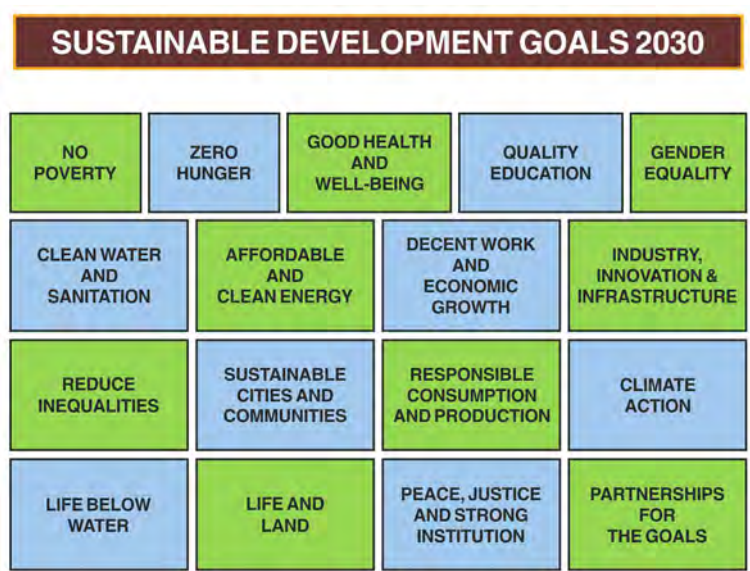 SUSTAINABLE DEVELOPMENT GOALS 2030
NO
POVERTY
ZERO
HUNGER
GOOD HEALTH
AND
WELL-BEING
QUALITY
EDUCATION
GENDER
EQUALITY
CLEAN WATER
AND
SANITATION
AFFORDABLE
AND
CLEAN ENERGY
DECENT WORK
AND
ECONOMIC
GROWTH
INDUSTRY,
INNOVATION &
INFRASTRUCTURE
REDUCE
INEQUALITIES
SUSTAINABLE
CITIES AND
COMMUNITIES
RESPONSIBLE
CONSUMPTION
AND PRODUCTION
CLIMATE
ACTION
LIFE BELOW
WATER
LIFE AND
LAND
PEACE, JUSTICE
AND STRONG
INSTITUTION
PARTNERSHIPS
FOR
THE GOALS